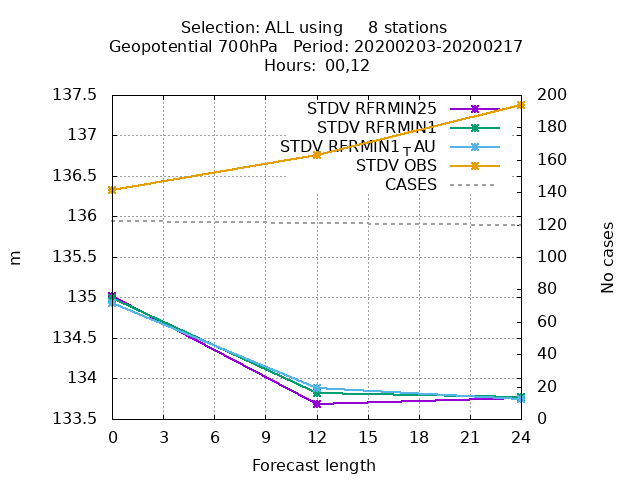 Selection: ALL using     8 stations
Geopotential 700hPa   Period: 20200203-20200217
Hours: 00,12
137.5
137
136.5
136
135.5
135
134.5
134
133.5
m
STDV RFRMIN25
STDV RFRMIN1
STDV RFRMIN1┬AU
STDV OBS
CASES
200
180
160
140
120
100
80
60
40
20
0
No cases
0 3 6 9 12 15 18 21 24
Forecast length